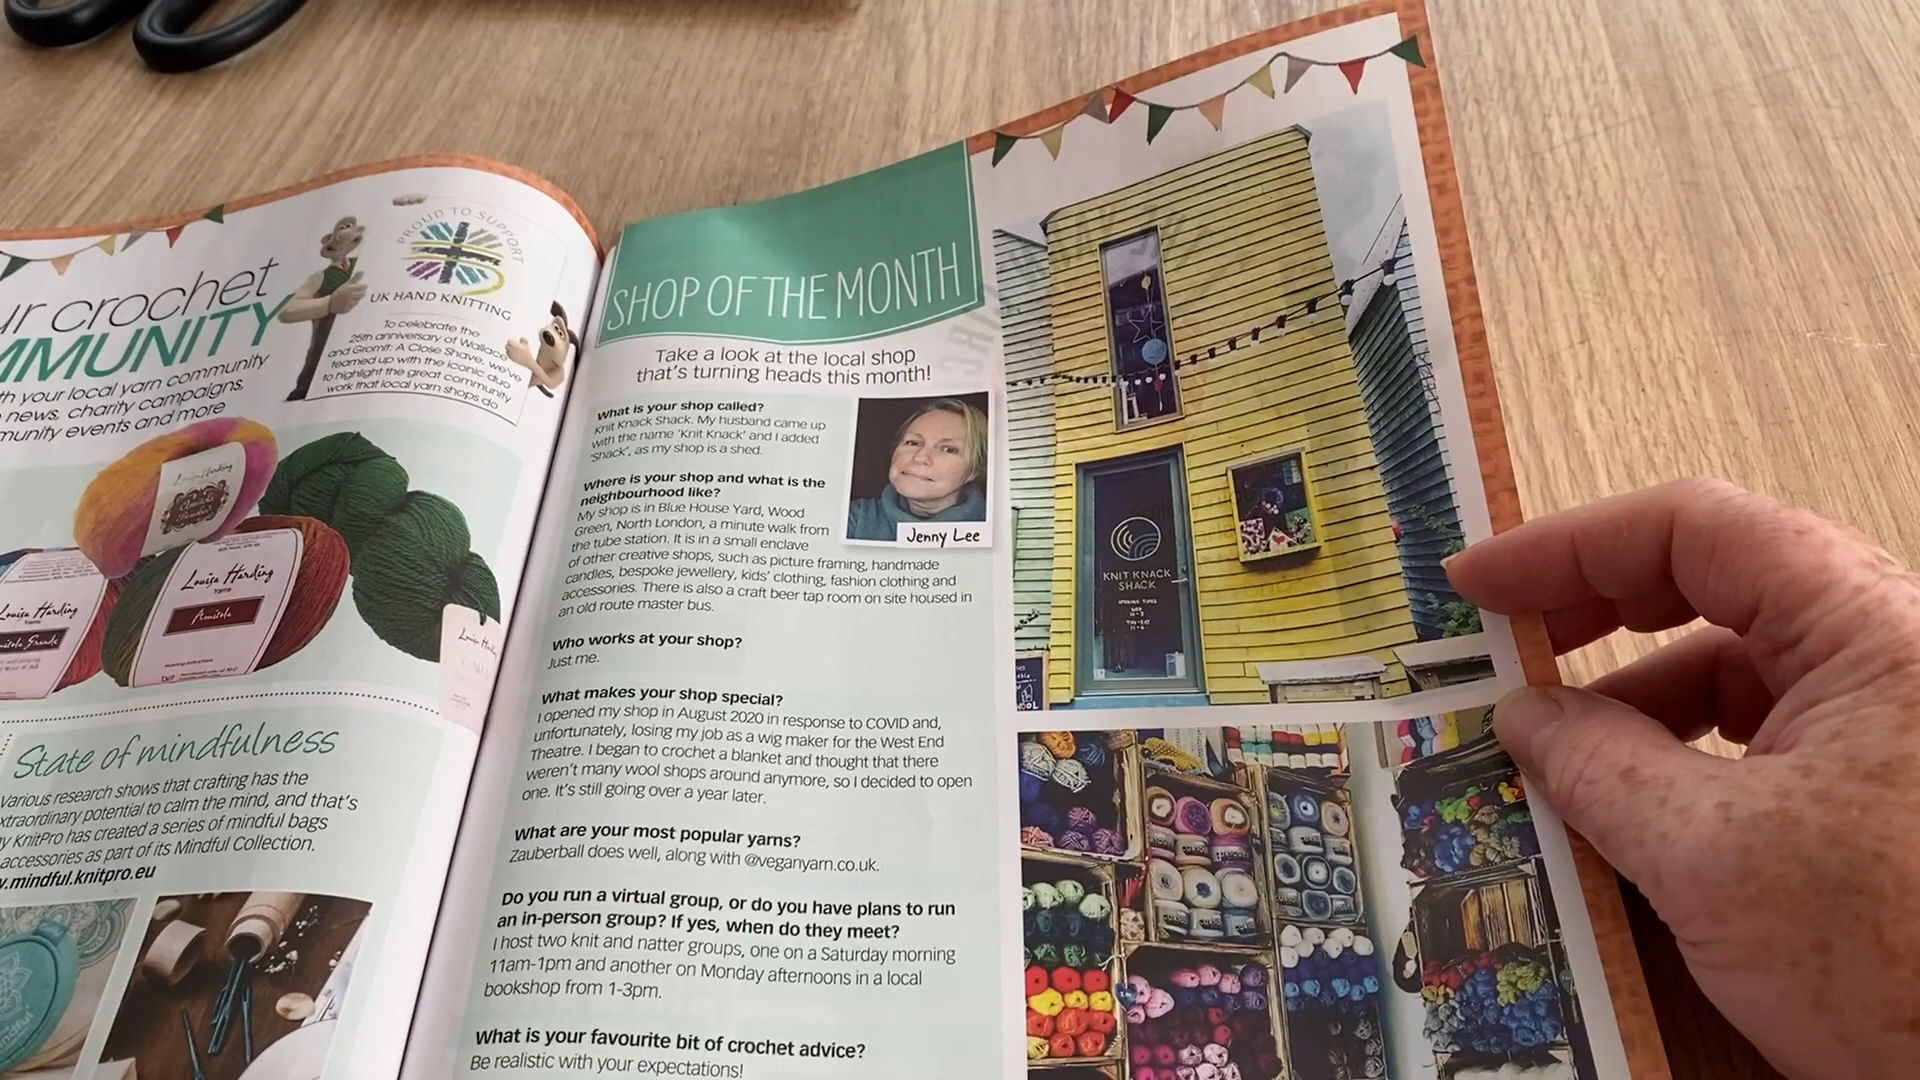 ur crochet
MMUNITY
th your local yarn community
news, charity campaigns,
munity events and more
PROUD TO SUPPORT
UK HAND KNITTING
To celebrate the
25th anniversary of Wallace
and Gromit: A Close Shave, we've
teamed up with the iconic duo
to highlight the great community
work that local yarn shops do
Louisa Harding
Louisa Harding
Yarns
Amitola
Louisa Harding
Yarns
State of mindfulness
Various research shows that crafting has the
xtraordinary potential to calm the mind, and that's
y KnitPro has created a series of mindful bags
accessories as part of its Mindful Collection.
.mindful.knitpro.eu
SHOP OF THE MONTH
Take a look at the local shop
that's turning heads this month!
What is your shop called?
Knit Knack Shack. My husband came up
with the name 'Knit Knack' and I added
'Shack', as my shop is a shed.
Where is your shop and what is the
neighbourhood like?
My shop is in Blue House Yard, Wood
Green, North London, a minute walk from
the tube station. It is in a small enclave
of other creative shops, such as picture framing, handmade
candles, bespoke jewellery, kids' clothing, fashion clothing and
accessories. There is also a craft beer tap room on site housed in
an old route master bus.
Jenny Lee
Who works at your shop?
Just me.
What makes your shop special?
I opened my shop in August 2020 in response to COVID and,
unfortunately, losing my job as a wig maker for the West End
Theatre. I began to crochet a blanket and thought that there
weren't many wool shops around anymore, so I decided to open
one. It's still going over a year later.
What are your most popular yarns?
Zauberball does well, along with @veganyarn.co.uk.
Do you run a virtual group, or do you have plans to run
an in-person group? If yes, when do they meet?
I host two knit and natter groups, one on a Saturday morning
11am-1pm and another on Monday afternoons in a local
bookshop from 1-3pm.
What is your favourite bit of crochet advice?
Be realistic with your expectations!
KNIT KNACK
SHACK
OPENING TIMES